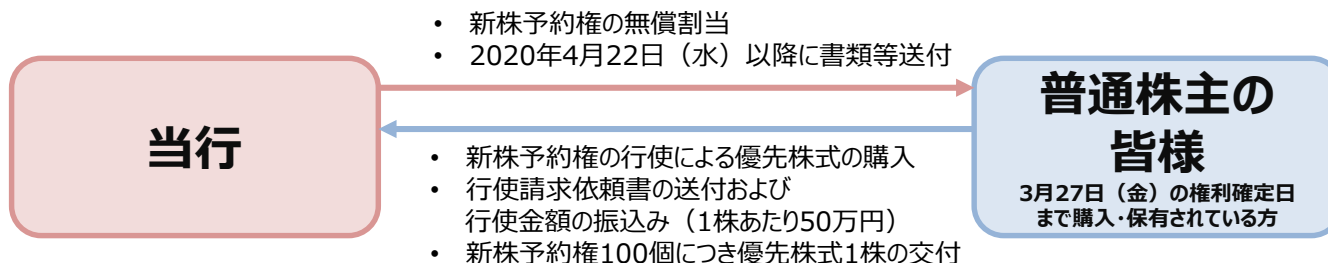 • 新株予約権の無償割当
• 2020年4月22日（水）以降に書類等送付
当行
普通株主の
皆様
3月27日（金）の権利確定日
まで購入・保有されている方
• 新株予約権の行使による優先株式の購入
• 行使請求依頼書の送付および
行使金額の振込み（1株あたり50万円）
• 新株予約権100個につき優先株式1株の交付